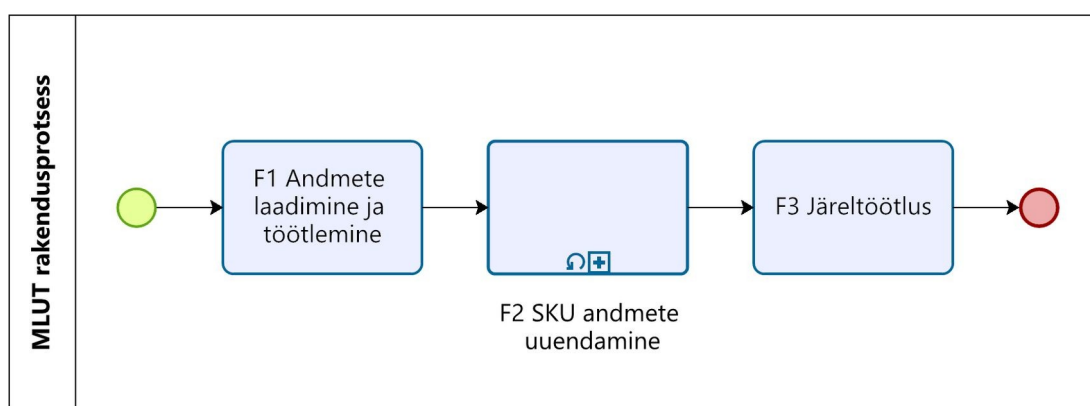 MLUT rakendusprotsess
F1 Andmete
laadimine ja
töötlemine
F2 SKU andmete
uuendamine
F3 Järeltöötlus